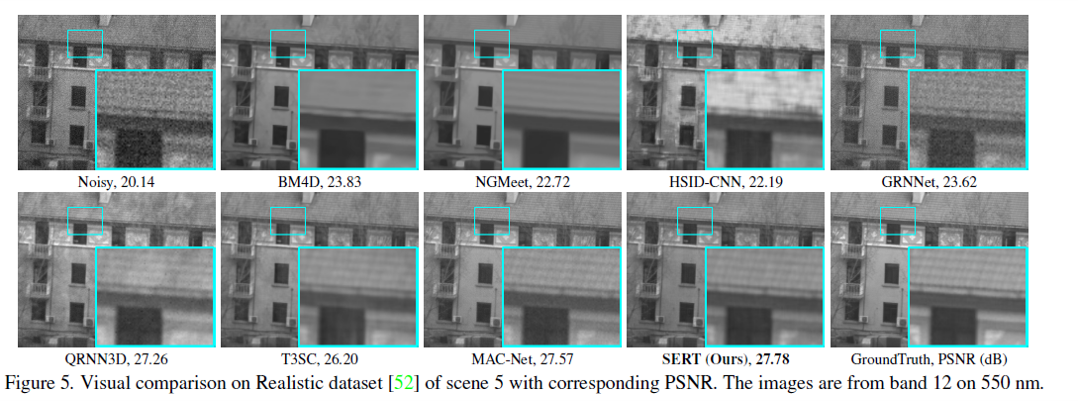 Noisy, 20.14
BM4D, 23.83
NGMeet, 22.72
HSID-CNN, 22.19
GRNNet, 23.62
QRNN3D, 27.26
T3SC, 26.20
MAC-Net, 27.57
SERT (Ours), 27.78
GroundTruth, PSNR (dB)
Figure 5. Visual comparison on Realistic dataset [52] of scene 5 with corresponding PSNR. The images are from band 12 on 550 nm.